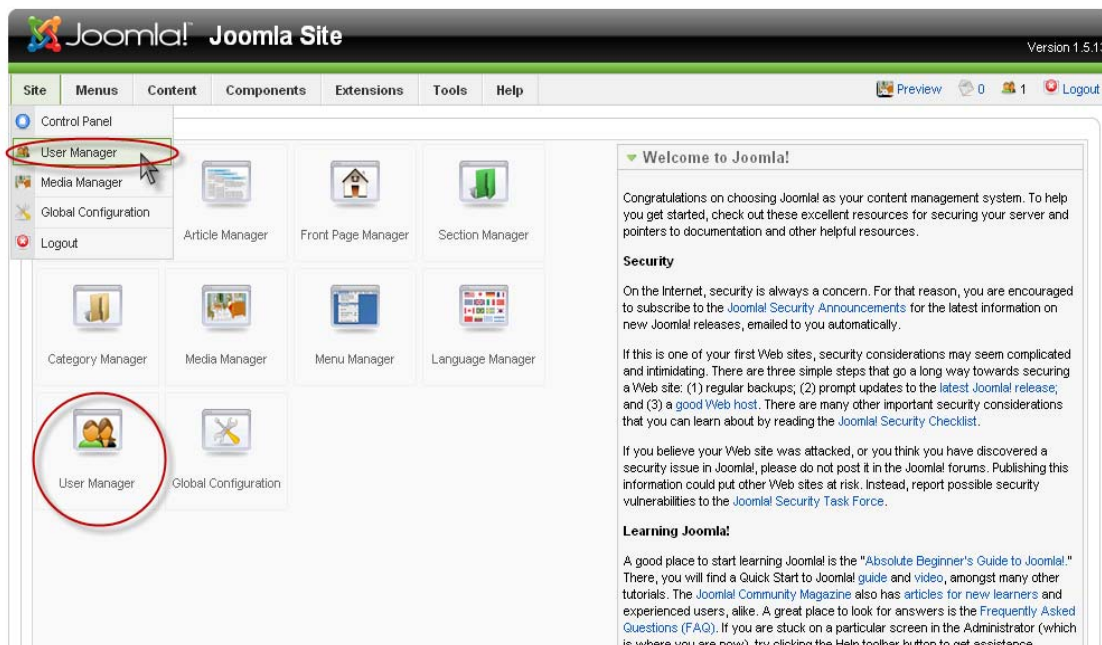 Joomla! Joomla Site
Version 1.5.13
Site Menus Content Components Extensions Tools Help
Preview 0 1 Logout
Control Panel
User Manager
Media Manager
Global Configuration
Logout
Article Manager
Front Page Manager
Section Manager
Category Manager
Media Manager
Menu Manager
Language Manager
User Manager
Global Configuration
Welcome to Joomla!
Congratulations on choosing Joomla! as your content management system. To help
you get started, check out these excellent resources for securing your server and
pointers to documentation and other helpful resources.
Security
On the Internet, security is always a concern. For that reason, you are encouraged
to subscribe to the Joomla! Security Announcements for the latest information on
new Joomla! releases, emailed to you automatically.
If this is one of your first Web sites, security considerations may seem complicated
and intimidating. There are three simple steps that go a long way towards securing
a Web site: (1) regular backups; (2) prompt updates to the latest Joomla! release;
and (3) a good Web host. There are many other important security considerations
that you can learn about by reading the Joomla! Security Checklist.
If you believe your Web site was attacked, or you think you have discovered a
security issue in Joomla!, please do not post it in the Joomla! forums. Publishing this
information could put other Web sites at risk. Instead, report possible security
vulnerabilities to the Joomla! Security Task Force.
Learning Joomla!
A good place to start learning Joomla! is the "Absolute Beginner's Guide to Joomla!."
There, you will find a Quick Start to Joomla! guide and video, amongst many other
tutorials. The Joomla! Community Magazine also has articles for new learners and
experienced users, alike. A great place to look for answers is the Frequently Asked
Questions (FAQ). If you are stuck on a particular screen in the Administrator (which
is where you are now), try clicking the Help toolbar button to get assistance